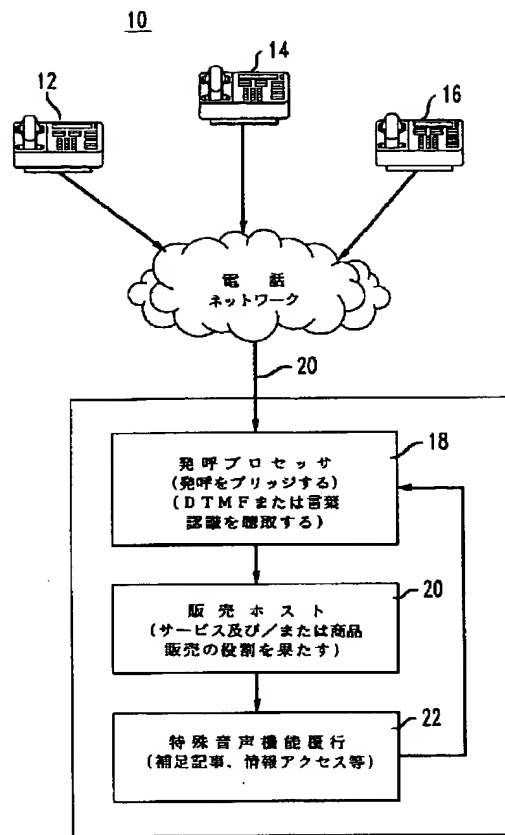 10
12
14
16
電話
ネットワーク
20
18
発呼プロセッサ
(発呼をブリッジする)
(DTMFまたは言葉
認識を聴取する)
20
販売ホスト
(サービス及び/または商品
販売の役割を果たす)
22
特殊音声機能履行
(補足記事、情報アクセス等)